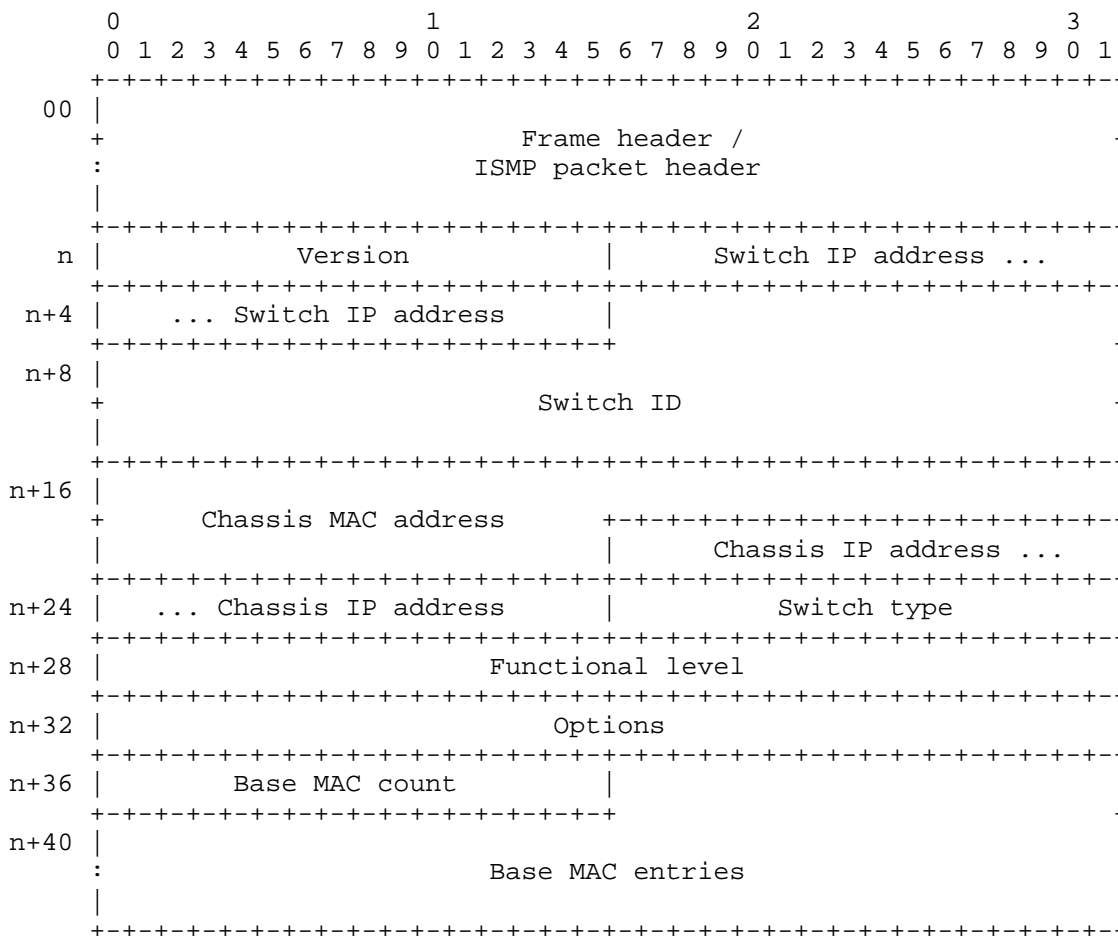 0                   1                   2                   3
       0 1 2 3 4 5 6 7 8 9 0 1 2 3 4 5 6 7 8 9 0 1 2 3 4 5 6 7 8 9 0 1
      +-+-+-+-+-+-+-+-+-+-+-+-+-+-+-+-+-+-+-+-+-+-+-+-+-+-+-+-+-+-+-+-
   00 |
      +                          Frame header /                       -
      :                       ISMP packet header
      |
      +-+-+-+-+-+-+-+-+-+-+-+-+-+-+-+-+-+-+-+-+-+-+-+-+-+-+-+-+-+-+-+-
    n |            Version            |      Switch IP address ...
      +-+-+-+-+-+-+-+-+-+-+-+-+-+-+-+-+-+-+-+-+-+-+-+-+-+-+-+-+-+-+-+-
  n+4 |    ... Switch IP address      |
      +-+-+-+-+-+-+-+-+-+-+-+-+-+-+-+-+                               -
  n+8 |
      +                           Switch ID                           -
      |
      +-+-+-+-+-+-+-+-+-+-+-+-+-+-+-+-+-+-+-+-+-+-+-+-+-+-+-+-+-+-+-+-
 n+16 |
      +      Chassis MAC address      +-+-+-+-+-+-+-+-+-+-+-+-+-+-+-+-
      |                               |      Chassis IP address ...
      +-+-+-+-+-+-+-+-+-+-+-+-+-+-+-+-+-+-+-+-+-+-+-+-+-+-+-+-+-+-+-+-
 n+24 |   ... Chassis IP address      |          Switch type
      +-+-+-+-+-+-+-+-+-+-+-+-+-+-+-+-+-+-+-+-+-+-+-+-+-+-+-+-+-+-+-+-
 n+28 |                        Functional level
      +-+-+-+-+-+-+-+-+-+-+-+-+-+-+-+-+-+-+-+-+-+-+-+-+-+-+-+-+-+-+-+-
 n+32 |                            Options
      +-+-+-+-+-+-+-+-+-+-+-+-+-+-+-+-+-+-+-+-+-+-+-+-+-+-+-+-+-+-+-+-
 n+36 |        Base MAC count         |
      +-+-+-+-+-+-+-+-+-+-+-+-+-+-+-+-+                               -
 n+40 |
      :                        Base MAC entries
      |
      +-+-+-+-+-+-+-+-+-+-+-+-+-+-+-+-+-+-+-+-+-+-+-+-+-+-+-+-+-+-+-+-